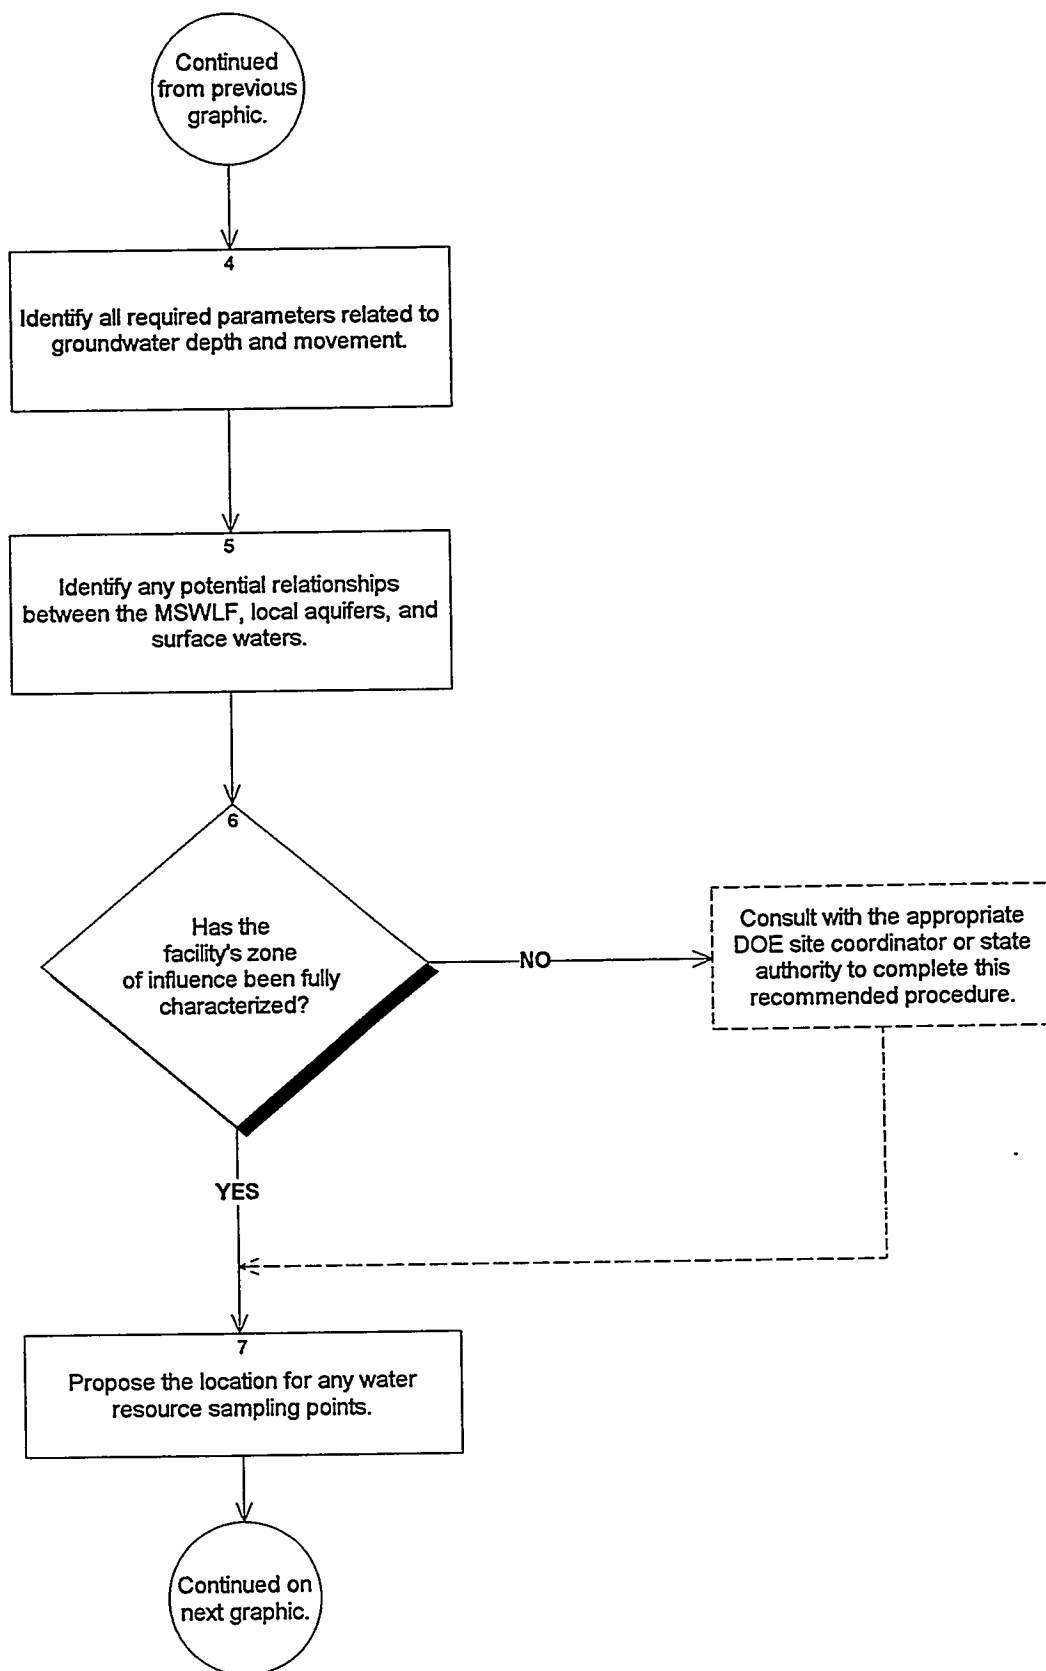 Continued
from previous
graphic.
4
Identify all required parameters related to
groundwater depth and movement.
5
Identify any potential relationships
between the MSWLF, local aquifers, and
surface waters.
6
Has the
facility's zone
of influence been fully
characterized?
NO
Consult with the appropriate
DOE site coordinator or state
authority to complete this
recommended procedure.
YES
7
Propose the location for any water
resource sampling points.
Continued on
next graphic.